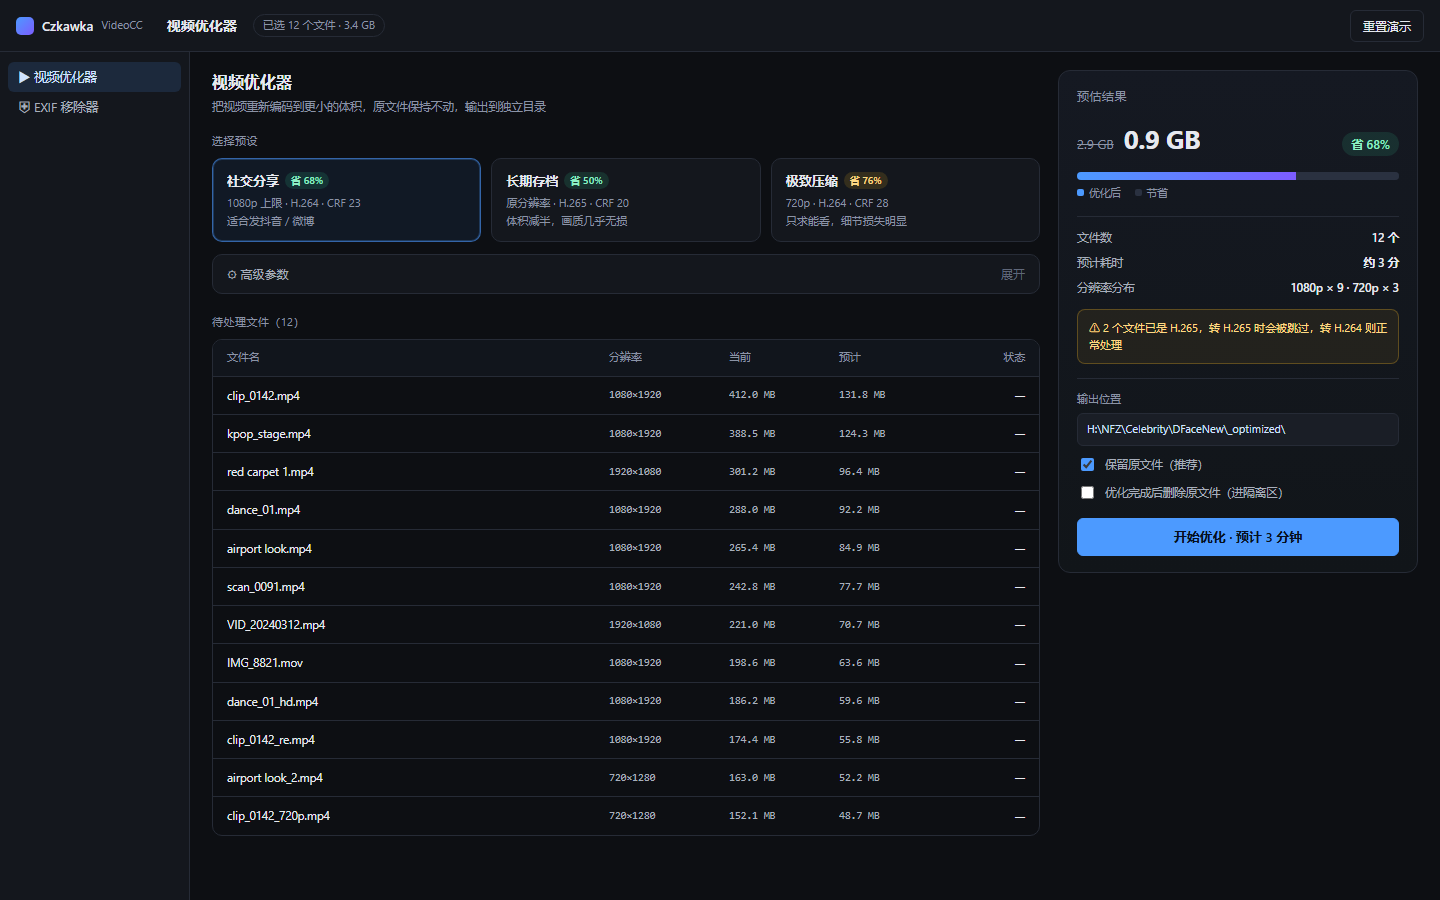 Czkawka VideoCC 视频优化器 已选 12 个文件 · 3.4 GB 重置演示
▶ 视频优化器
⛨ EXIF 移除器
视频优化器
把视频重新编码到更小的体积，原文件保持不动，输出到独立目录
选择预设
社交分享 省 68%
1080p 上限 · H.264 · CRF 23
适合发抖音 / 微博
长期存档 省 50%
原分辨率 · H.265 · CRF 20
体积减半，画质几乎无损
极致压缩 省 76%
720p · H.264 · CRF 28
只求能看，细节损失明显
⚙ 高级参数 展开
待处理文件（12）
文件名 分辨率 当前 预计 状态
clip_0142.mp4 1080×1920 412.0 MB 131.8 MB —
kpop_stage.mp4 1080×1920 388.5 MB 124.3 MB —
red carpet 1.mp4 1920×1080 301.2 MB 96.4 MB —
dance_01.mp4 1080×1920 288.0 MB 92.2 MB —
airport look.mp4 1080×1920 265.4 MB 84.9 MB —
scan_0091.mp4 1080×1920 242.8 MB 77.7 MB —
VID_20240312.mp4 1920×1080 221.0 MB 70.7 MB —
IMG_8821.mov 1080×1920 198.6 MB 63.6 MB —
dance_01_hd.mp4 1080×1920 186.2 MB 59.6 MB —
clip_0142_re.mp4 1080×1920 174.4 MB 55.8 MB —
airport look_2.mp4 720×1280 163.0 MB 52.2 MB —
clip_0142_720p.mp4 720×1280 152.1 MB 48.7 MB —
预估结果
2.9 GB 0.9 GB 省 68%
优化后 节省
文件数 12 个
预计耗时 约 3 分
分辨率分布 1080p × 9 · 720p × 3
⚠ 2 个文件已是 H.265，转 H.265 时会被跳过，转 H.264 则正
常处理
输出位置
H:\NFZ\Celebrity\DFaceNew\_optimized\
保留原文件（推荐）
优化完成后删除原文件（进隔离区）
开始优化 · 预计 3 分钟